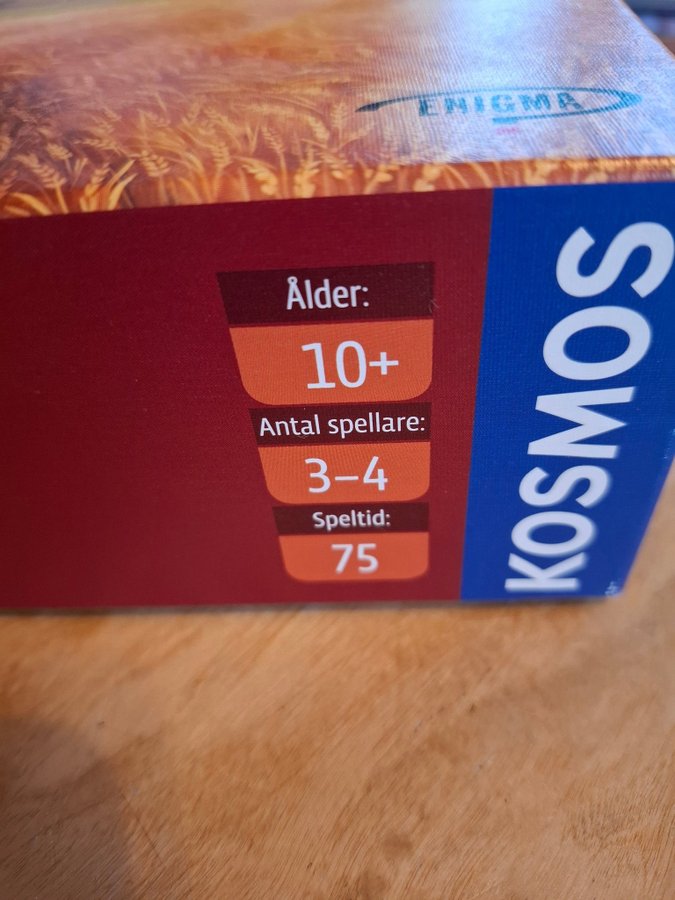 ENIGMA
Ålder:
10+
Antal spellare:
3–4
Speltid:
75
KOSMOS